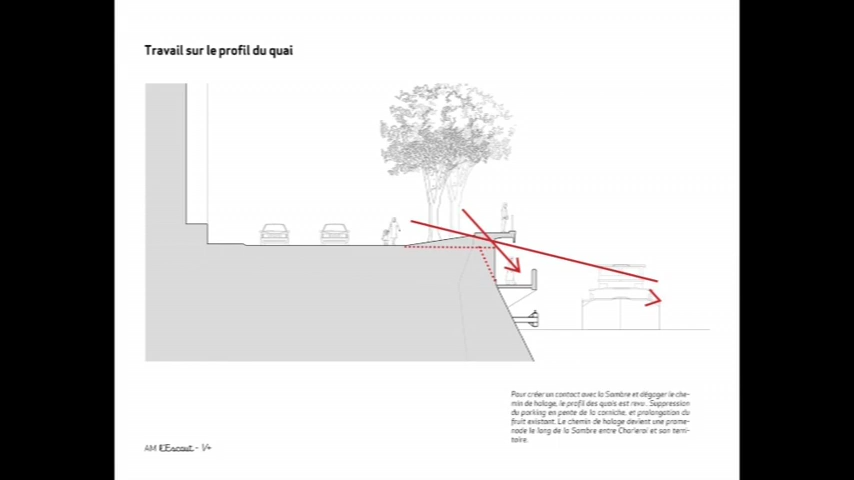 Travail sur le profil du quai
Pour créer un contact avec la Sambre et dégager le che-
min de halage, le profil des quais est revu. Suppression
du parking en pente de la corniche, et prolongation du
fruit existant. Le chemin de halage devient une prome-
nade le long de la Sambre entre Charleroi et son terri-
toire.
AM L'Escaut - V+